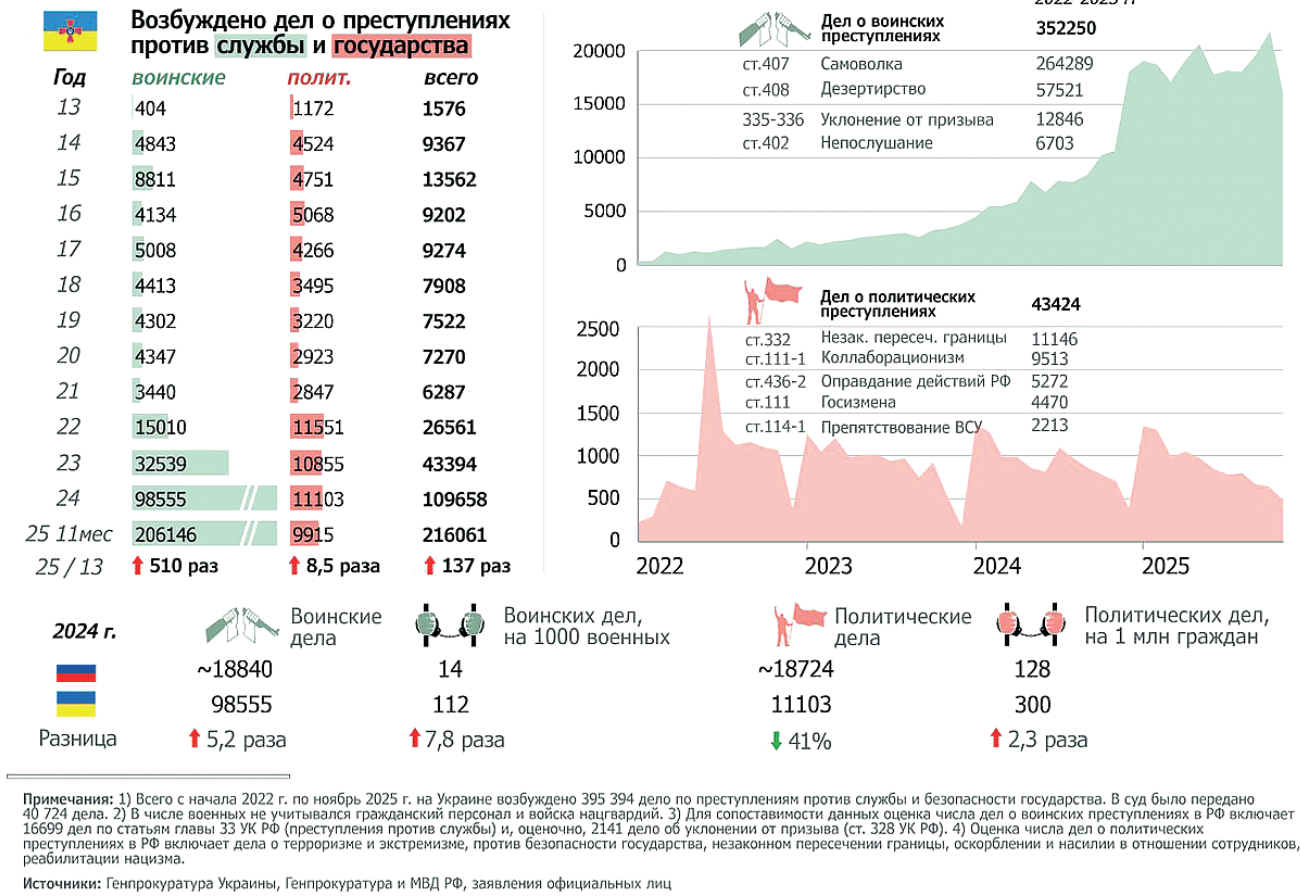 Возбуждено дел о преступлениях
против службы и государства
Год воинские полит. всего
13 404 1172 1576
14 4843 4524 9367
15 8811 4751 13562
16 4134 5068 9202
17 5008 4266 9274
18 4413 3495 7908
19 4302 3220 7522
20 4347 2923 7270
21 3440 2847 6287
22 15010 11551 26561
23 32539 10855 43394
24 98555 11103 109658
25 11мес 206146 9915 216061
25 / 13 510 раз 8,5 раза 137 раз
Дел о воинских
преступлениях
352250
ст.407 Самоволка 264289
ст.408 Дезертирство 57521
335-336 Уклонение от призыва 12846
ст.402 Непослушание 6703
20000
15000
10000
5000
0
Дел о политических
преступлениях
43424
ст.332 Незак. пересеч. границы 11146
ст.111-1 Коллаборационизм 9513
ст.436-2 Оправдание действий РФ 5272
ст.111 Госизмена 4470
ст.114-1 Препятствование ВСУ 2213
2500
2000
1500
1000
500
0
2022 2023 2024 2025
2024 г.
Воинские
дела
Воинских дел,
на 1000 военных
Политические
дела
Политических дел,
на 1 млн граждан
~18840 14 ~18724 128
98555 112 11103 300
Разница 5,2 раза 7,8 раза 41% 2,3 раза
Примечания: 1) Всего с начала 2022 г. по ноябрь 2025 г. на Украине возбуждено 395 394 дело по преступлениям против службы и безопасности государства. В суд было передано
40 724 дела. 2) В числе военных не учитывался гражданский персонал и войска нацгвардий. 3) Для сопоставимости данных оценка числа дел о воинских преступлениях в РФ включает
16699 дел по статьям главы 33 УК РФ (преступления против службы) и, оценочно, 2141 дело об уклонении от призыва (ст. 328 УК РФ). 4) Оценка числа дел о политических
преступлениях в РФ включает дела о терроризме и экстремизме, против безопасности государства, незаконном пересечении границы, оскорблении и насилии в отношении сотрудников,
реабилитации нацизма.
Источники: Генпрокуратура Украины, Генпрокуратура и МВД РФ, заявления официальных лиц